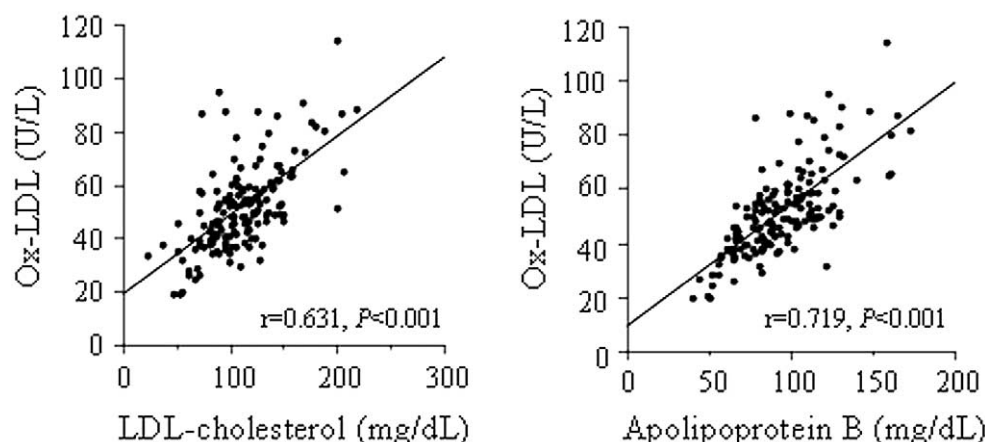 Ox-LDL (U/L)
120
100
80
60
40
20
0
r=0.631, P<0.001
0 100 200 300
LDL-cholesterol (mg/dL)
Ox-LDL (U/L)
120
100
80
60
40
20
0
r=0.719, P<0.001
0 50 100 150 200
Apolipoprotein B (mg/dL)